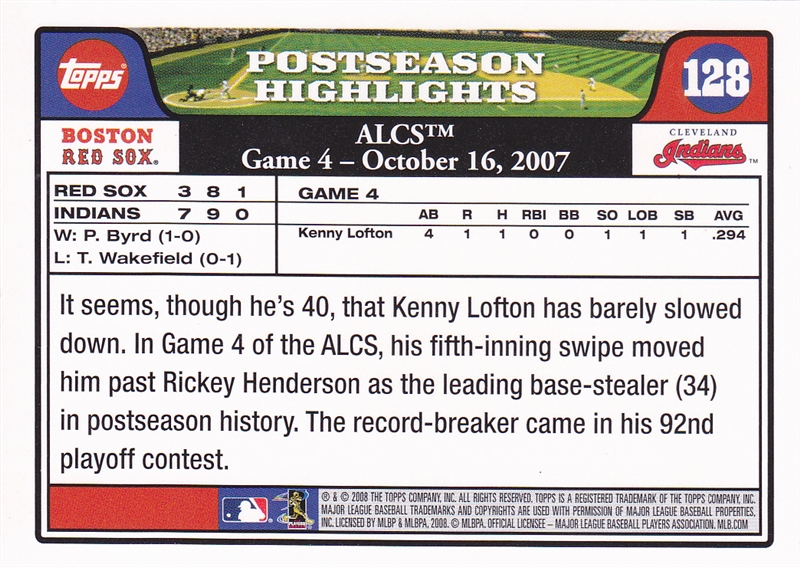 Topps
POSTSEASON
HIGHLIGHTS
128
BOSTON
RED SOX®
ALCS™
Game 4 – October 16, 2007
CLEVELAND
Indians™
RED SOX 3 8 1
INDIANS 7 9 0
W: P. Byrd (1-0)
L: T. Wakefield (0-1)
GAME 4
AB R H RBI BB SO LOB SB AVG
Kenny Lofton 4 1 1 0 0 1 1 1 .294
It seems, though he's 40, that Kenny Lofton has barely slowed
down. In Game 4 of the ALCS, his fifth-inning swipe moved
him past Rickey Henderson as the leading base-stealer (34)
in postseason history. The record-breaker came in his 92nd
playoff contest.
® & © 2008 THE TOPPS COMPANY, INC. ALL RIGHTS RESERVED. TOPPS IS A REGISTERED TRADEMARK OF THE TOPPS COMPANY, INC.
MAJOR LEAGUE BASEBALL TRADEMARKS AND COPYRIGHTS ARE USED WITH PERMISSION OF MAJOR LEAGUE BASEBALL PROPERTIES,
INC. LICENSED BY MLBP & MLBPA, 2008. © MLBPA. OFFICIAL LICENSEE – MAJOR LEAGUE BASEBALL PLAYERS ASSOCIATION. MLB.COM